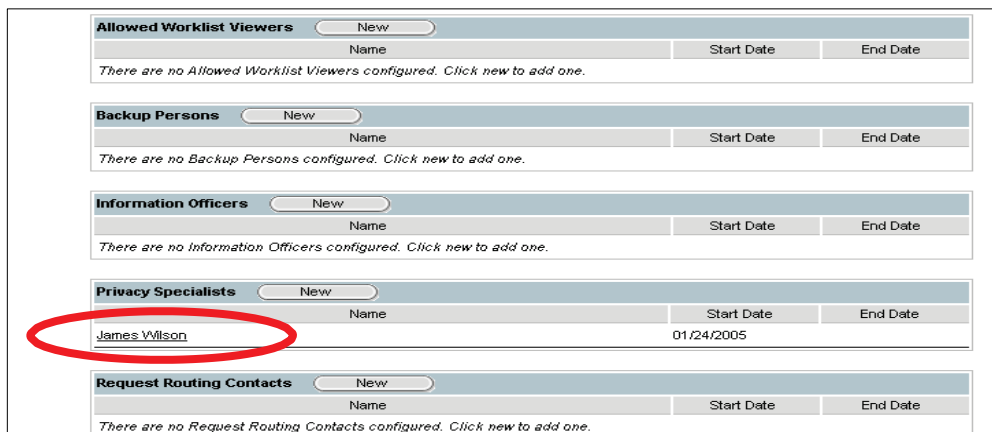 Allowed Worklist Viewers New
Name Start Date End Date
There are no Allowed Worklist Viewers configured. Click new to add one.
Backup Persons New
Name Start Date End Date
There are no Backup Persons configured. Click new to add one.
Information Officers New
Name Start Date End Date
There are no Information Officers configured. Click new to add one.
Privacy Specialists New
Name Start Date End Date
James Wilson 01/24/2005
Request Routing Contacts New
Name Start Date End Date
There are no Request Routing Contacts configured. Click new to add one.